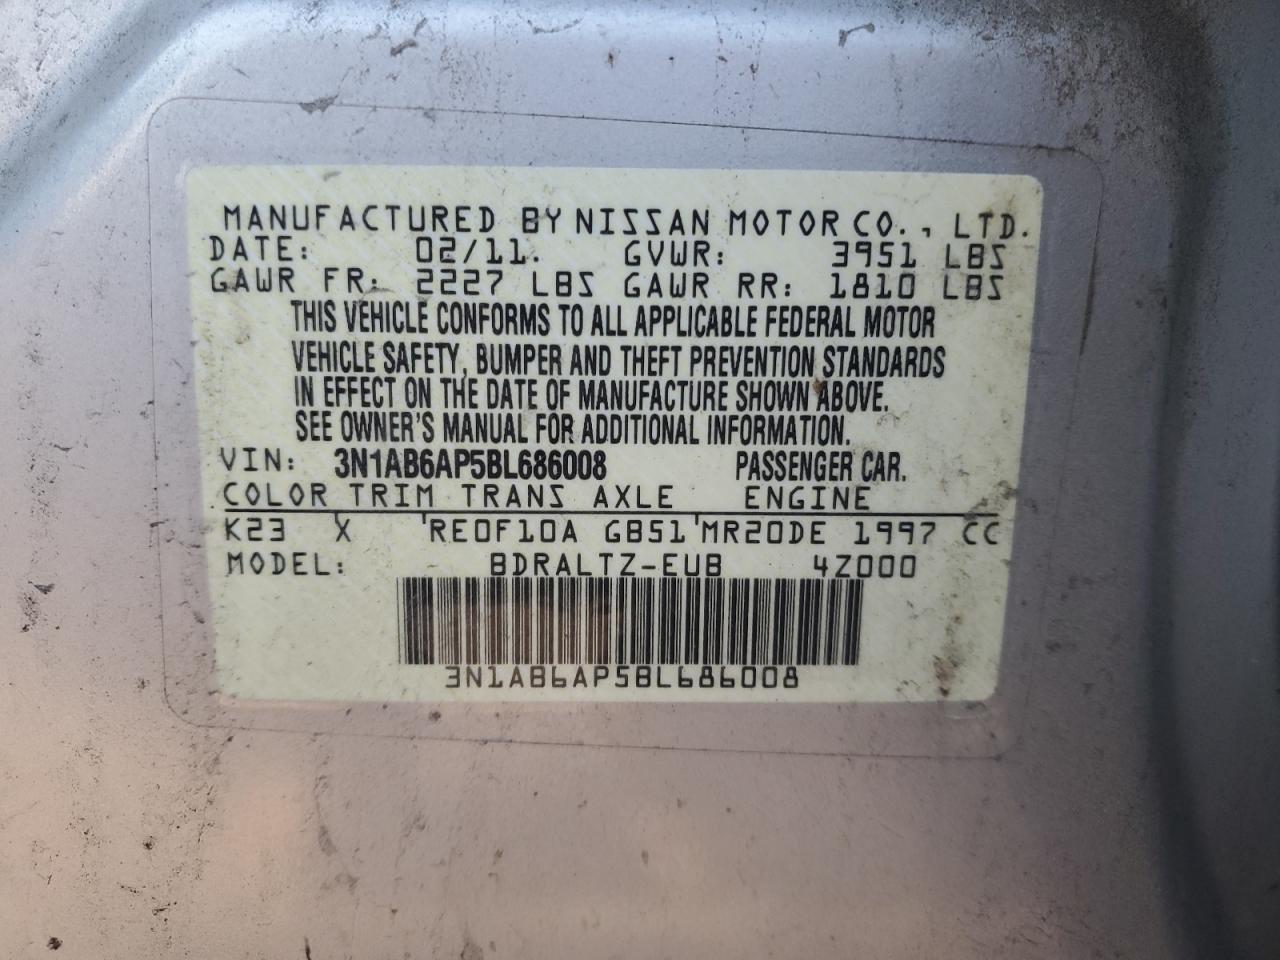 MANUFACTURED BY NISSAN MOTOR CO., LTD.
DATE: 02/11. GVWR: 3951 LBS
GAWR FR: 2227 LBS GAWR RR: 1810 LBS
THIS VEHICLE CONFORMS TO ALL APPLICABLE FEDERAL MOTOR
VEHICLE SAFETY, BUMPER AND THEFT PREVENTION STANDARDS
IN EFFECT ON THE DATE OF MANUFACTURE SHOWN ABOVE.
SEE OWNER'S MANUAL FOR ADDITIONAL INFORMATION.
VIN: 3N1AB6AP5BL686008 PASSENGER CAR.
COLOR TRIM TRANS AXLE ENGINE
K23 X 'RE0F10A GB51'MR20DE 1997 CC
MODEL: BDRALTZ-EUB 4Z000
3N1AB6AP5BL686008